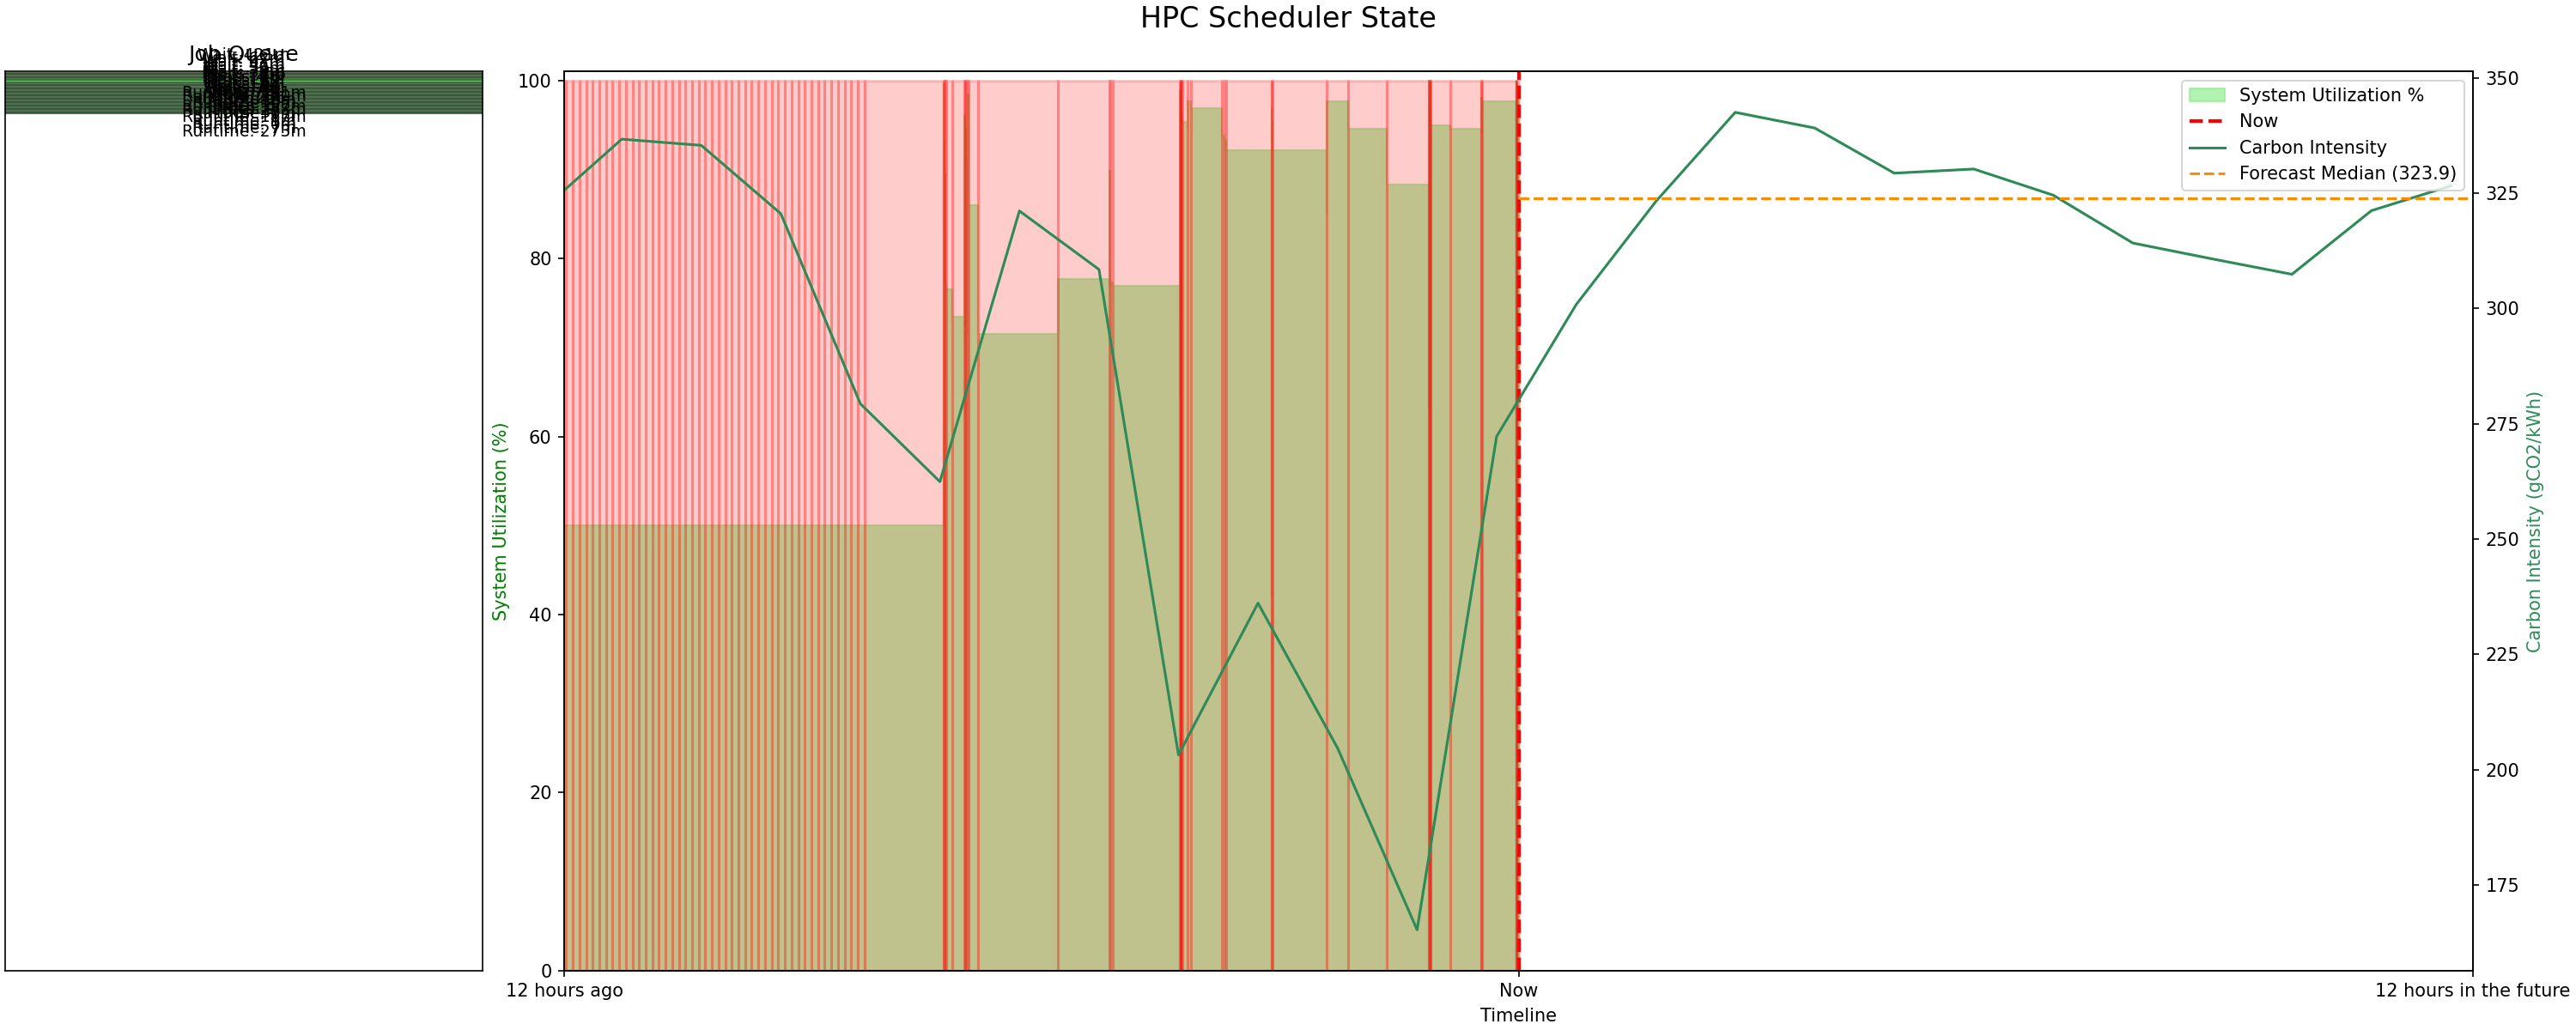 HPC Scheduler State
Job Queue
Runtime: 275m
System Utilization (%)
100
80
60
40
20
0
System Utilization %
Now
Carbon Intensity
Forecast Median (323.9)
350
325
300
275
250
225
200
175
Carbon Intensity (gCO2/kWh)
12 hours ago
Now
12 hours in the future
Timeline